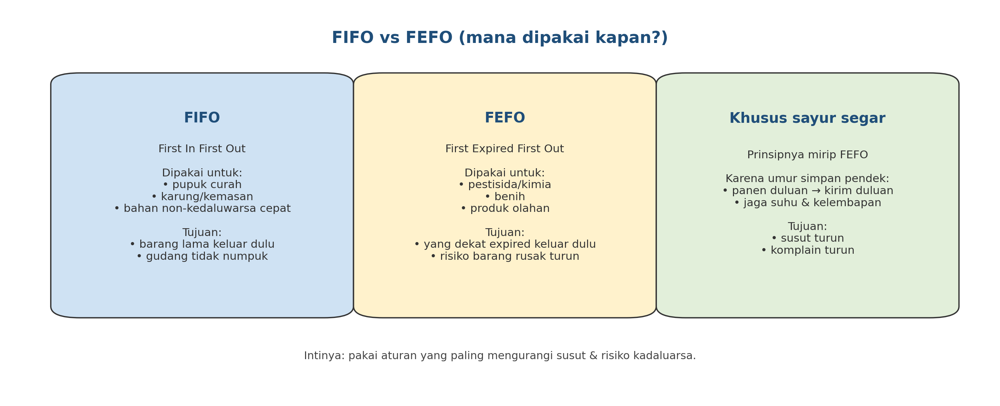 FIFO vs FEFO (mana dipakai kapan?)
FIFO
First In First Out
Dipakai untuk:
• pupuk curah
• karung/kemasan
• bahan non-kedaluwarsa cepat
Tujuan:
• barang lama keluar dulu
• gudang tidak numpuk
FEFO
First Expired First Out
Dipakai untuk:
• pestisida/kimia
• benih
• produk olahan
Tujuan:
• yang dekat expired keluar dulu
• risiko barang rusak turun
Khusus sayur segar
Prinsipnya mirip FEFO
Karena umur simpan pendek:
• panen duluan → kirim duluan
• jaga suhu & kelembapan
Tujuan:
• susut turun
• komplain turun
Intinya: pakai aturan yang paling mengurangi susut & risiko kadaluarsa.